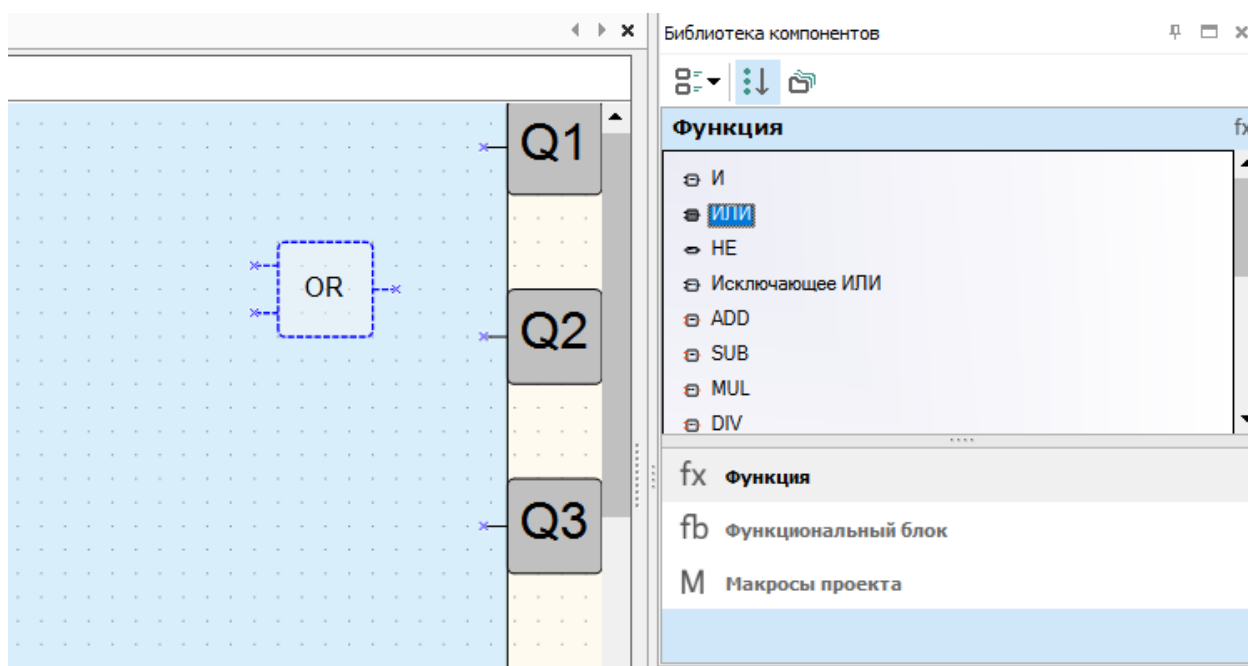 Библиотека компонентов
Функция
fx
И
ИЛИ
НЕ
Исключающее ИЛИ
ADD
SUB
MUL
DIV
fx Функция
fb Функциональный блок
M Макросы проекта
Q1
OR
Q2
Q3